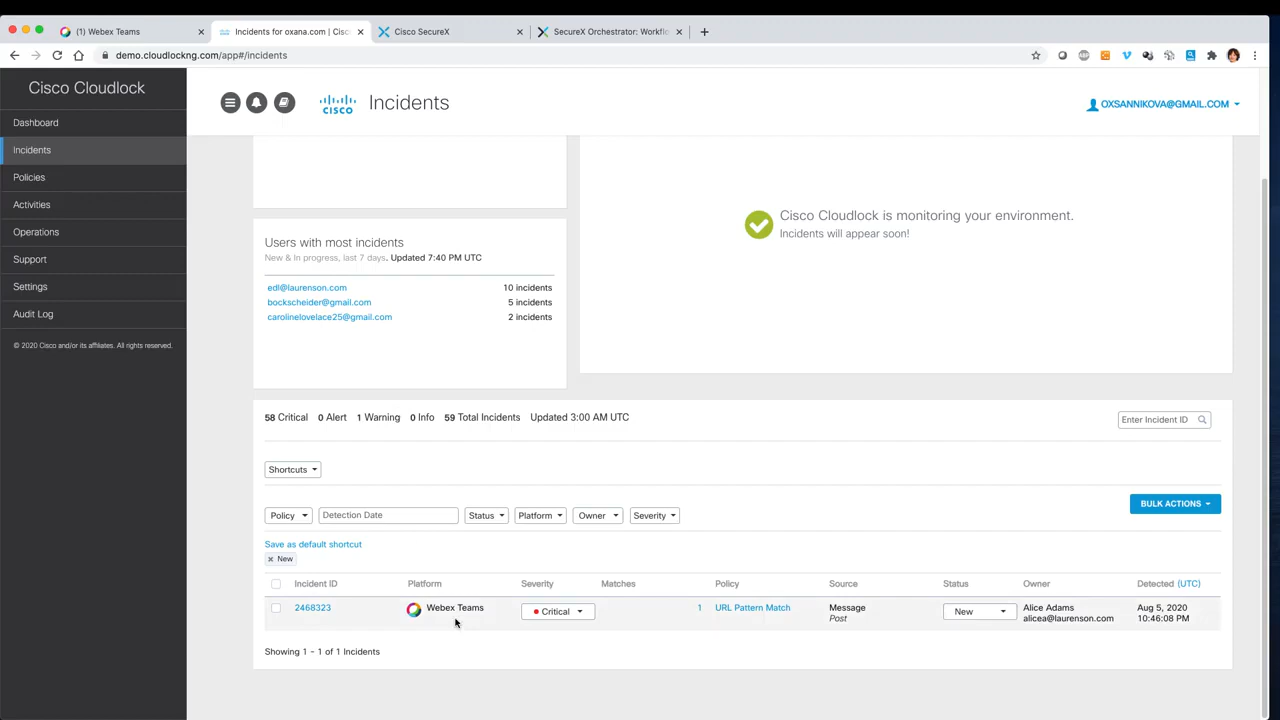 (1) Webex Teams
Incidents for oxana.com | Cisc
Cisco SecureX
SecureX Orchestrator: Workflo
demo.cloudlockng.com/app#/incidents
Cisco Cloudlock
Dashboard
Incidents
Policies
Activities
Operations
Support
Settings
Audit Log
© 2020 Cisco and/or its affiliates. All rights reserved.
CISCO
Incidents
OXSANNIKOVA@GMAIL.COM
Users with most incidents
New & In progress, last 7 days. Updated 7:40 PM UTC
edl@laurenson.com 10 incidents
bockscheider@gmail.com 5 incidents
carolinelovelace25@gmail.com 2 incidents
Cisco Cloudlock is monitoring your environment.
Incidents will appear soon!
58 Critical 0 Alert 1 Warning 0 Info 59 Total Incidents Updated 3:00 AM UTC
Enter Incident ID
Shortcuts
BULK ACTIONS
Policy Detection Date Status Platform Owner Severity
Save as default shortcut
× New
Incident ID Platform Severity Matches Policy Source Status Owner Detected (UTC)
2468323 Webex Teams Critical 1 URL Pattern Match Message New Alice Adams Aug 5, 2020
Post alicea@laurenson.com 10:46:08 PM
Showing 1 - 1 of 1 Incidents